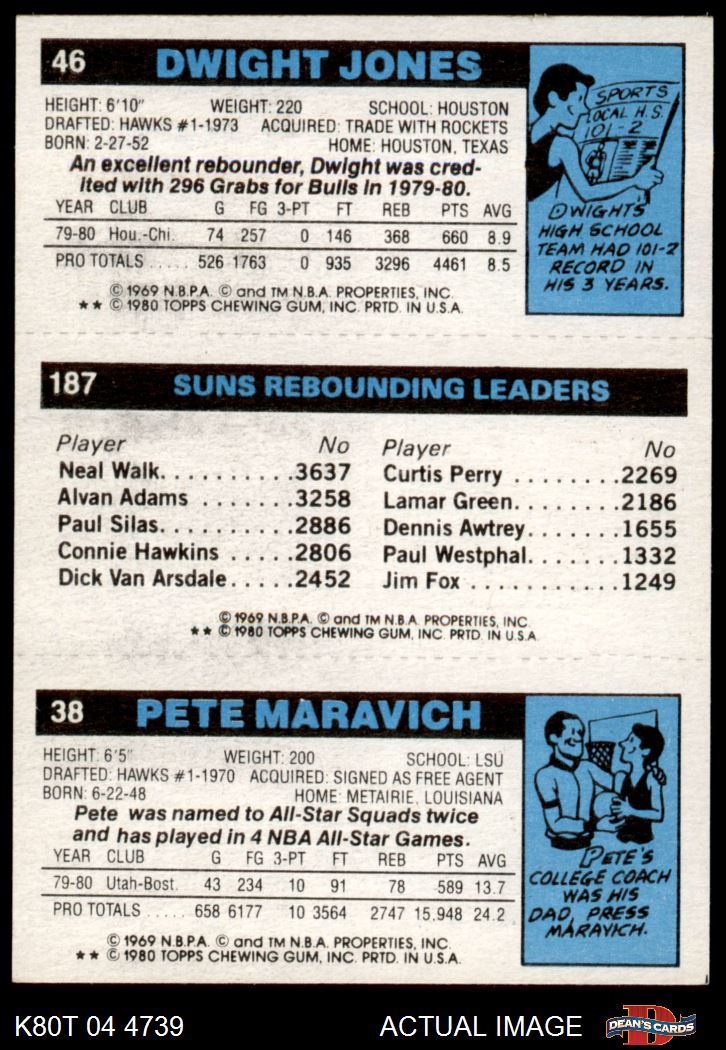 46 DWIGHT JONES
HEIGHT: 6'10" WEIGHT: 220 SCHOOL: HOUSTON
DRAFTED: HAWKS #1-1973 ACQUIRED: TRADE WITH ROCKETS
BORN: 2-27-52 HOME: HOUSTON, TEXAS
An excellent rebounder, Dwight was cred-
ited with 296 Grabs for Bulls in 1979-80.
YEAR CLUB G FG 3-PT FT REB PTS AVG
79-80 Hou.-Chi. 74 257 0 146 368 660 8.9
PRO TOTALS ..... 526 1763 0 935 3296 4461 8.5
© 1969 N.B.P.A. © and TM N.B.A. PROPERTIES, INC.
★★ © 1980 TOPPS CHEWING GUM, INC. PRTD. IN U.S.A.
SPORTS
LOCAL H.S.
101-2
DWIGHT'S
HIGH SCHOOL
TEAM HAD 101-2
RECORD IN
HIS 3 YEARS.
187 SUNS REBOUNDING LEADERS
Player No Player No
Neal Walk..........3637 Curtis Perry ........2269
Alvan Adams .......3258 Lamar Green........2186
Paul Silas..........2886 Dennis Awtrey.......1655
Connie Hawkins .....2806 Paul Westphal.......1332
Dick Van Arsdale.....2452 Jim Fox ...........1249
© 1969 N.B.P.A. © and TM N.B.A. PROPERTIES, INC.
★★ © 1980 TOPPS CHEWING GUM, INC. PRTD. IN U.S.A.
38 PETE MARAVICH
HEIGHT: 6'5" WEIGHT: 200 SCHOOL: LSU
DRAFTED: HAWKS #1-1970 ACQUIRED: SIGNED AS FREE AGENT
BORN: 6-22-48 HOME: METAIRIE, LOUISIANA
Pete was named to All-Star Squads twice
and has played in 4 NBA All-Star Games.
YEAR CLUB G FG 3-PT FT REB PTS AVG
79-80 Utah-Bost. 43 234 10 91 78 589 13.7
PRO TOTALS ..... 658 6177 10 3564 2747 15,948 24.2
© 1969 N.B.P.A. © and TM N.B.A. PROPERTIES, INC.
★★ © 1980 TOPPS CHEWING GUM, INC. PRTD. IN U.S.A.
PETE'S
COLLEGE COACH
WAS HIS
DAD, PRESS
MARAVICH.
K80T 04 4739 ACTUAL IMAGE D DEAN'S CARDS